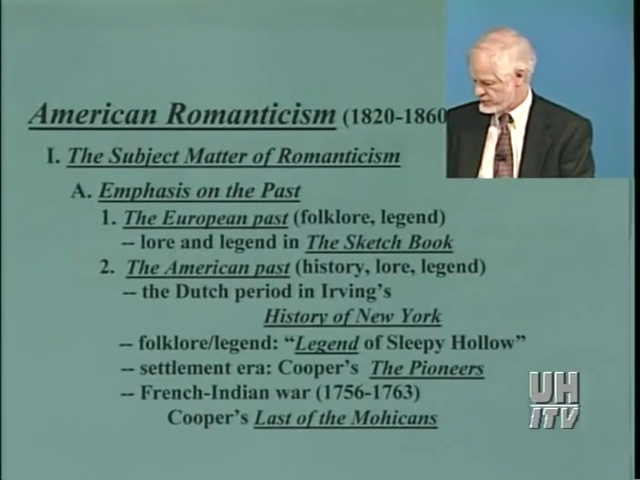 American Romanticism (1820-1860
I. The Subject Matter of Romanticism
A. Emphasis on the Past
1. The European past (folklore, legend)
-- lore and legend in The Sketch Book
2. The American past (history, lore, legend)
-- the Dutch period in Irving's
History of New York
-- folklore/legend: “Legend of Sleepy Hollow”
-- settlement era: Cooper's The Pioneers
-- French-Indian war (1756-1763)
Cooper's Last of the Mohicans
UH
ITV